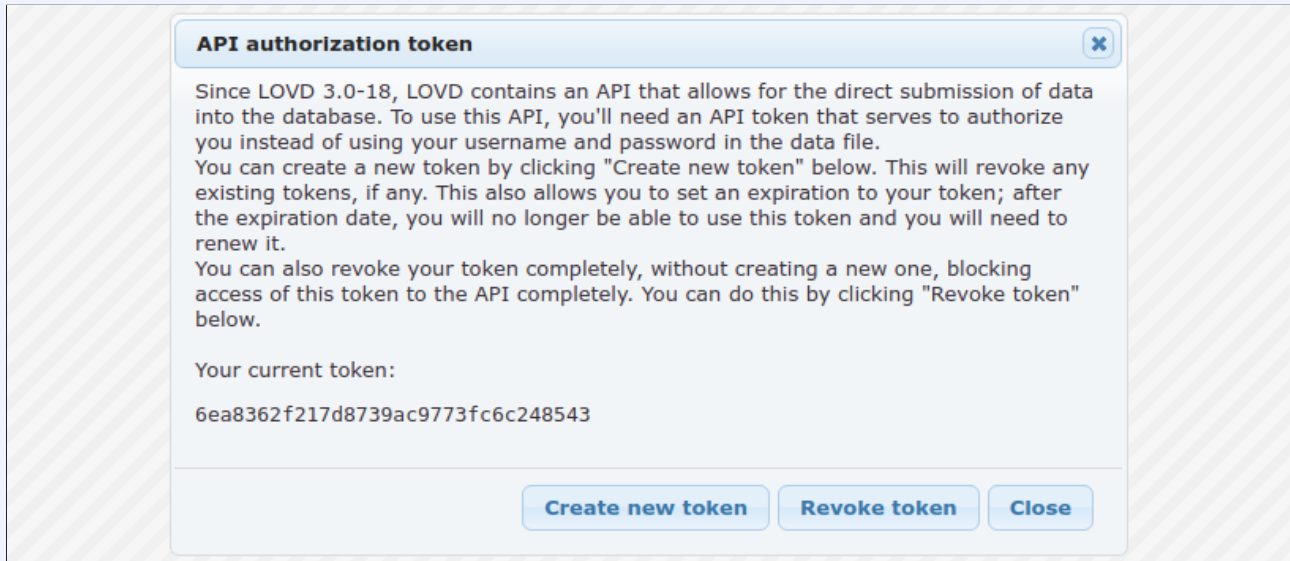 API authorization token
Since LOVD 3.0-18, LOVD contains an API that allows for the direct submission of data
into the database. To use this API, you'll need an API token that serves to authorize
you instead of using your username and password in the data file.
You can create a new token by clicking "Create new token" below. This will revoke any
existing tokens, if any. This also allows you to set an expiration to your token; after
the expiration date, you will no longer be able to use this token and you will need to
renew it.
You can also revoke your token completely, without creating a new one, blocking
access of this token to the API completely. You can do this by clicking "Revoke token"
below.
Your current token:
6ea8362f217d8739ac9773fc6c248543
Create new token Revoke token Close